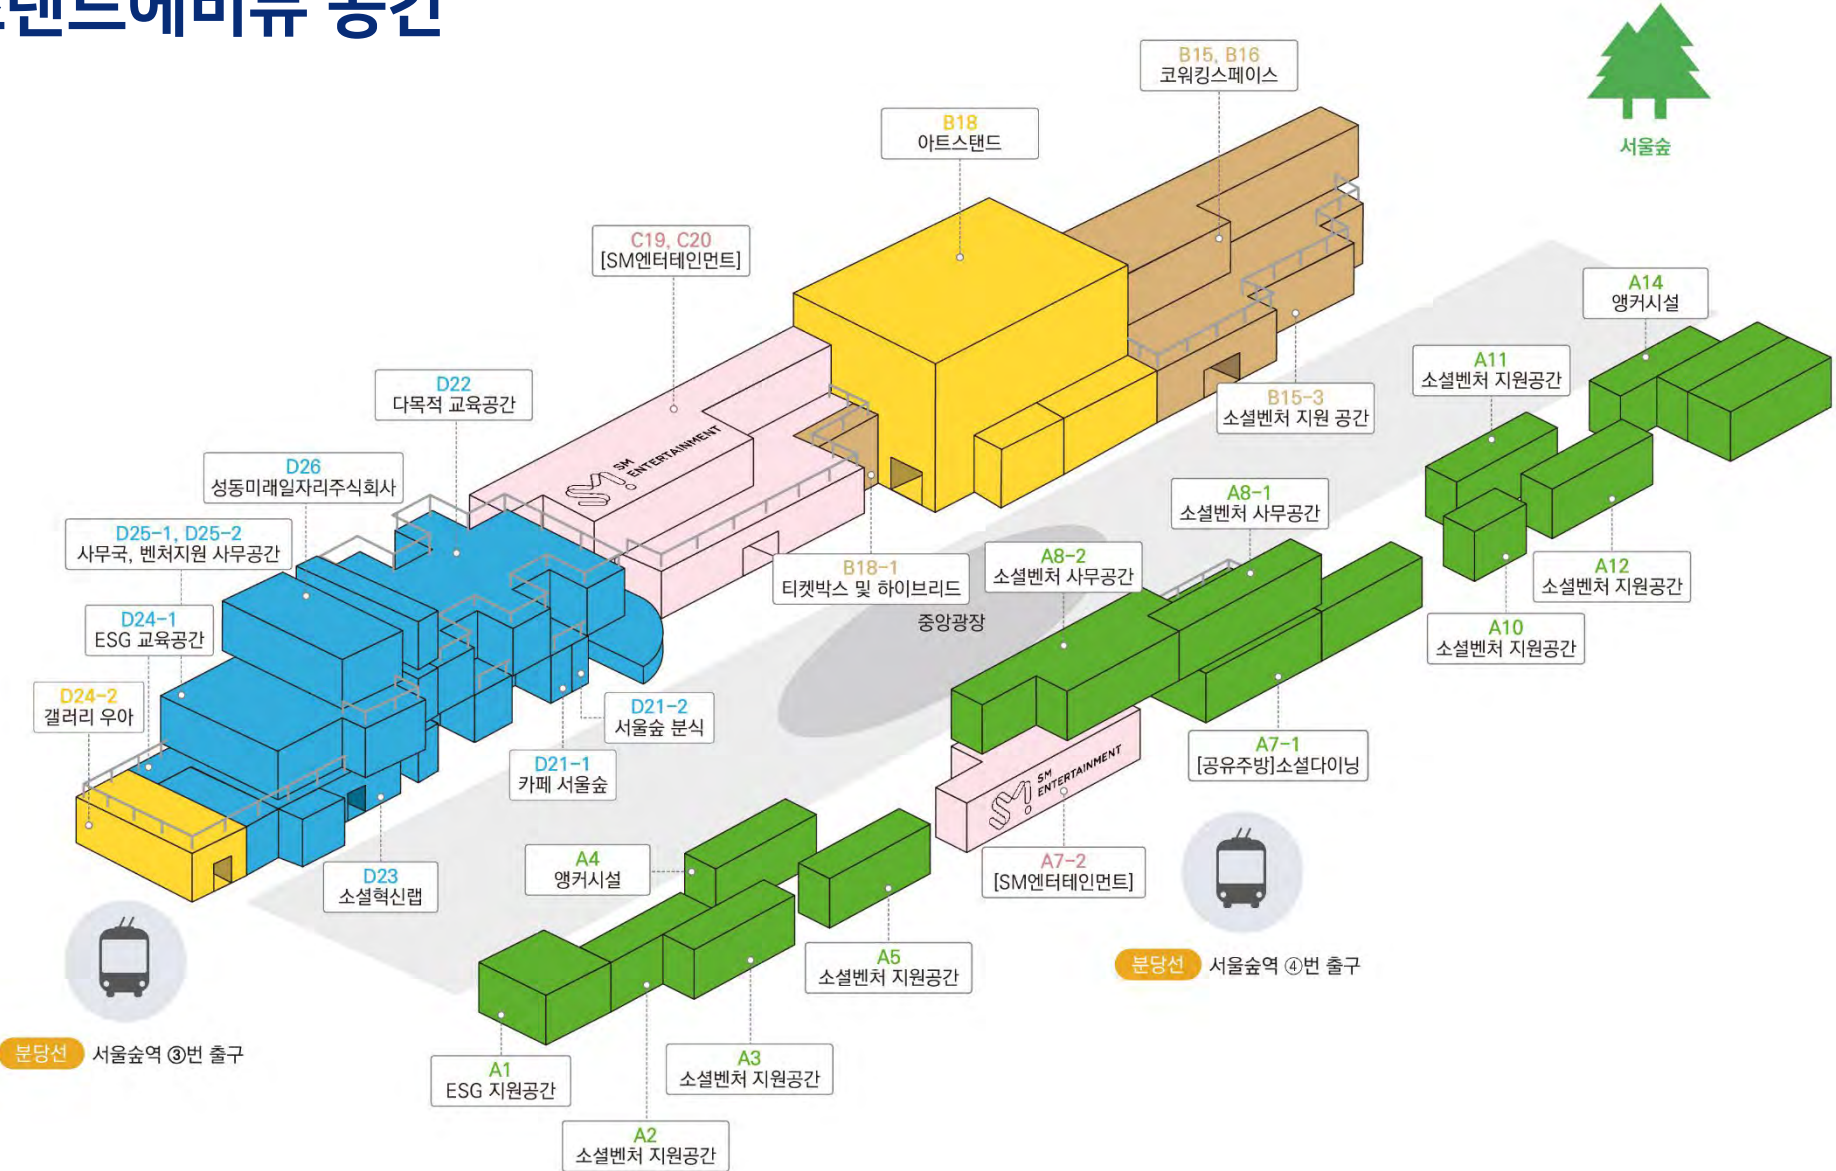 공간
B15, B16
코워킹스페이스
서울숲
B18
아트스탠드
C19, C20
[SM엔터테인먼트]
A14
앵커시설
A11
소셜벤처 지원공간
D22
다목적 교육공간
B15-3
소셜벤처 지원 공간
SM
ENTERTAINMENT
D26
성동미래일자리주식회사
A8-1
소셜벤처 사무공간
D25-1, D25-2
사무국, 벤처지원 사무공간
A8-2
소셜벤처 사무공간
B18-1
티켓박스 및 하이브리드
A12
소셜벤처 지원공간
중앙광장
D24-1
ESG 교육공간
A10
소셜벤처 지원공간
D24-2
갤러리 우아
D21-2
서울숲 분식
A7-1
[공유주방]소셜다이닝
D21-1
카페 서울숲
SM
ENTERTAINMENT
A4
앵커시설
A7-2
[SM엔터테인먼트]
D23
소셜혁신랩
A5
소셜벤처 지원공간
분당선 서울숲역 ④번 출구
분당선 서울숲역 ③번 출구
A3
소셜벤처 지원공간
A1
ESG 지원공간
A2
소셜벤처 지원공간